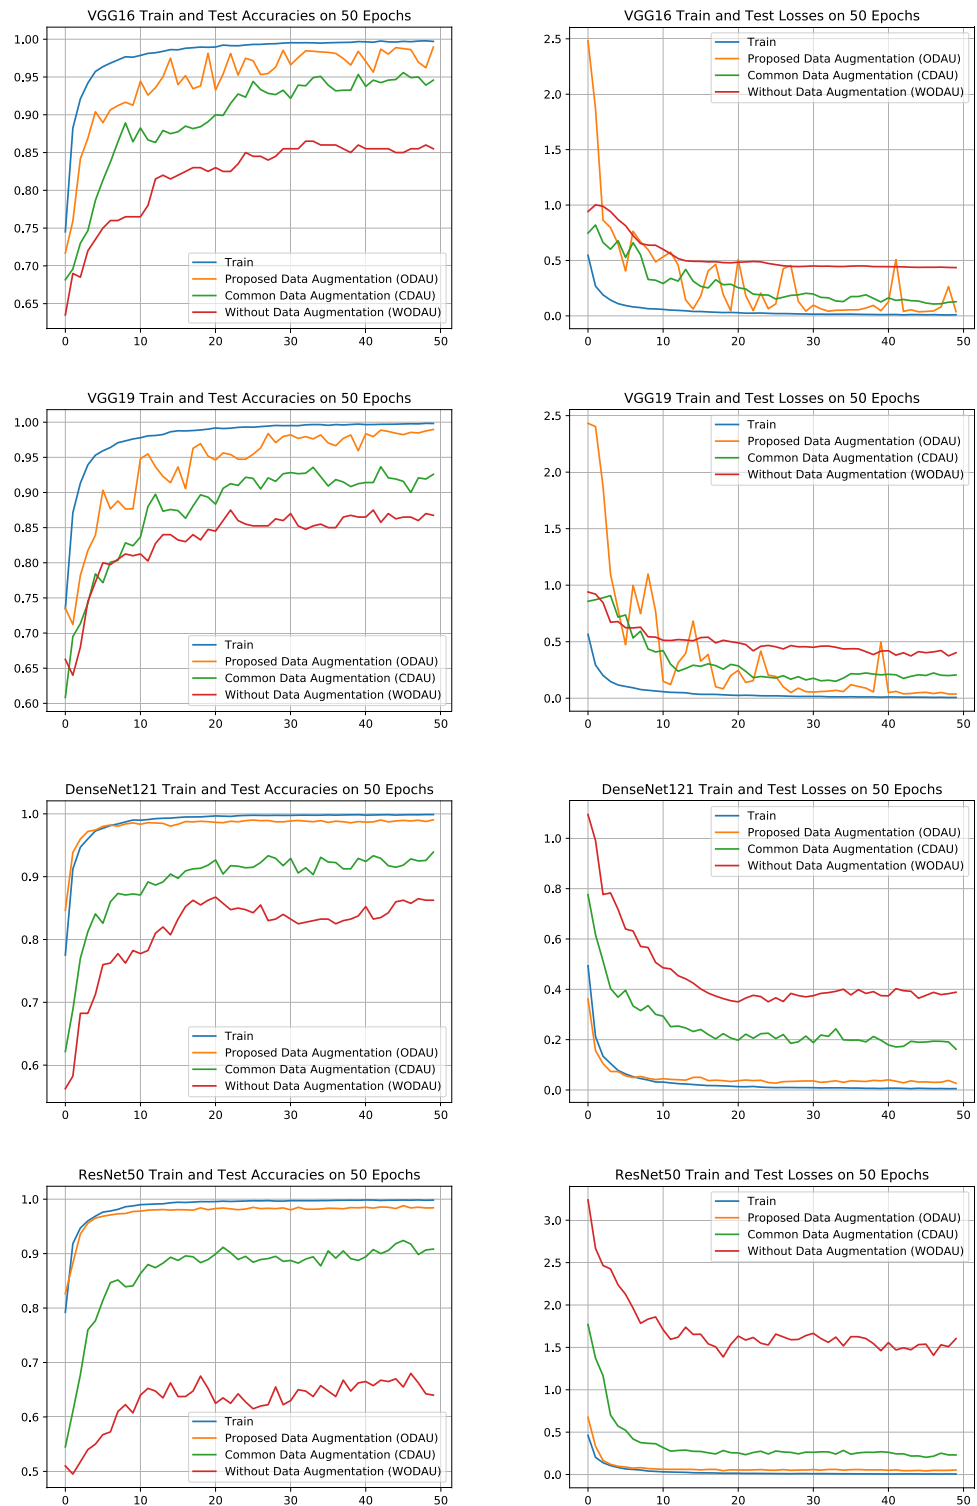 VGG16 Train and Test Accuracies on 50 Epochs
1.00
0.95
0.90
0.85
0.80
0.75
0.70
0.65
Train
Proposed Data Augmentation (ODAU)
Common Data Augmentation (CDAU)
Without Data Augmentation (WODAU)
0 10 20 30 40 50
VGG16 Train and Test Losses on 50 Epochs
2.5
2.0
1.5
1.0
0.5
0.0
Train
Proposed Data Augmentation (ODAU)
Common Data Augmentation (CDAU)
Without Data Augmentation (WODAU)
0 10 20 30 40 50
VGG19 Train and Test Accuracies on 50 Epochs
1.00
0.95
0.90
0.85
0.80
0.75
0.70
0.65
0.60
Train
Proposed Data Augmentation (ODAU)
Common Data Augmentation (CDAU)
Without Data Augmentation (WODAU)
0 10 20 30 40 50
VGG19 Train and Test Losses on 50 Epochs
2.5
2.0
1.5
1.0
0.5
0.0
Train
Proposed Data Augmentation (ODAU)
Common Data Augmentation (CDAU)
Without Data Augmentation (WODAU)
0 10 20 30 40 50
DenseNet121 Train and Test Accuracies on 50 Epochs
1.0
0.9
0.8
0.7
0.6
Train
Proposed Data Augmentation (ODAU)
Common Data Augmentation (CDAU)
Without Data Augmentation (WODAU)
0 10 20 30 40 50
DenseNet121 Train and Test Losses on 50 Epochs
1.0
0.8
0.6
0.4
0.2
0.0
Train
Proposed Data Augmentation (ODAU)
Common Data Augmentation (CDAU)
Without Data Augmentation (WODAU)
0 10 20 30 40 50
ResNet50 Train and Test Accuracies on 50 Epochs
1.0
0.9
0.8
0.7
0.6
0.5
Train
Proposed Data Augmentation (ODAU)
Common Data Augmentation (CDAU)
Without Data Augmentation (WODAU)
0 10 20 30 40 50
ResNet50 Train and Test Losses on 50 Epochs
3.0
2.5
2.0
1.5
1.0
0.5
0.0
Train
Proposed Data Augmentation (ODAU)
Common Data Augmentation (CDAU)
Without Data Augmentation (WODAU)
0 10 20 30 40 50